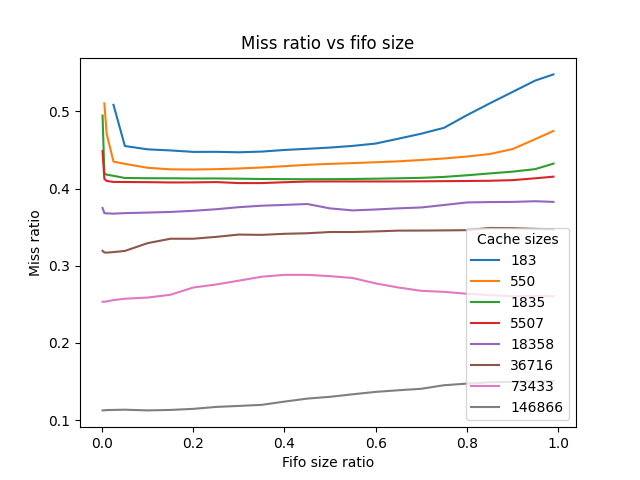 Miss ratio vs fifo size
Miss ratio
0.5
0.4
0.3
0.2
0.1
0.0 0.2 0.4 0.6 0.8 1.0
Fifo size ratio
Cache sizes
183
550
1835
5507
18358
36716
73433
146866